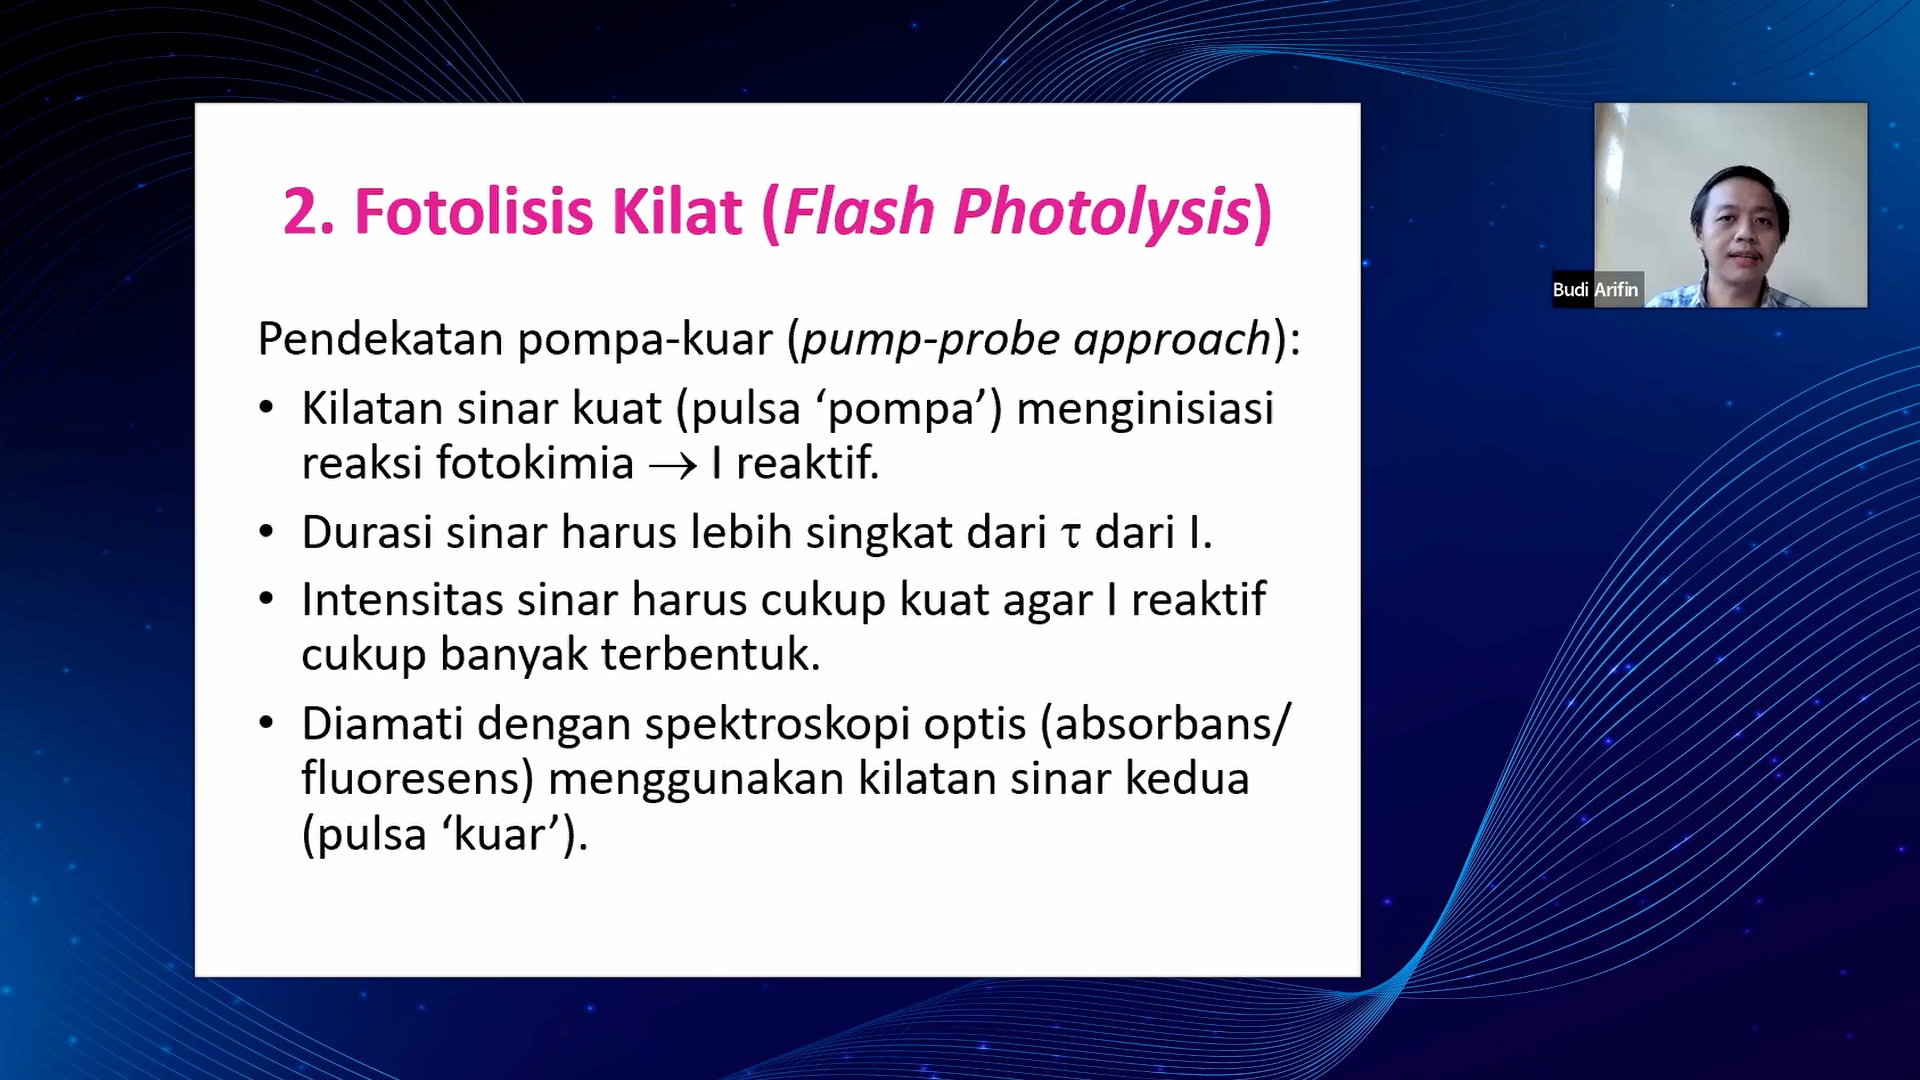 2. Fotolisis Kilat (Flash Photolysis)
Pendekatan pompa-kuar (pump-probe approach):
• Kilatan sinar kuat (pulsa ‘pompa’) menginisiasi
reaksi fotokimia → I reaktif.
• Durasi sinar harus lebih singkat dari τ dari I.
• Intensitas sinar harus cukup kuat agar I reaktif
cukup banyak terbentuk.
• Diamati dengan spektroskopi optis (absorbans/
fluoresens) menggunakan kilatan sinar kedua
(pulsa ‘kuar’).
Budi Arifin